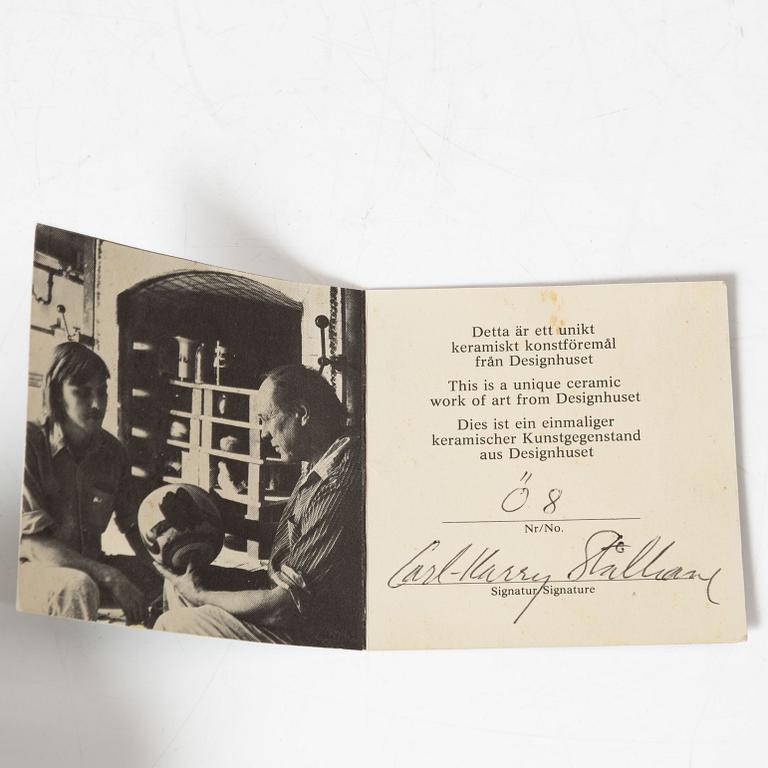 Detta är ett unikt
keramiskt konstföremål
från Designhuset
This is a unique ceramic
work of art from Designhuset
Dies ist ein einmaliger
keramischer Kunstgegenstand
aus Designhuset
Ö 8
Nr/No.
Carl-Harry Stålhane
Signatur/Signature